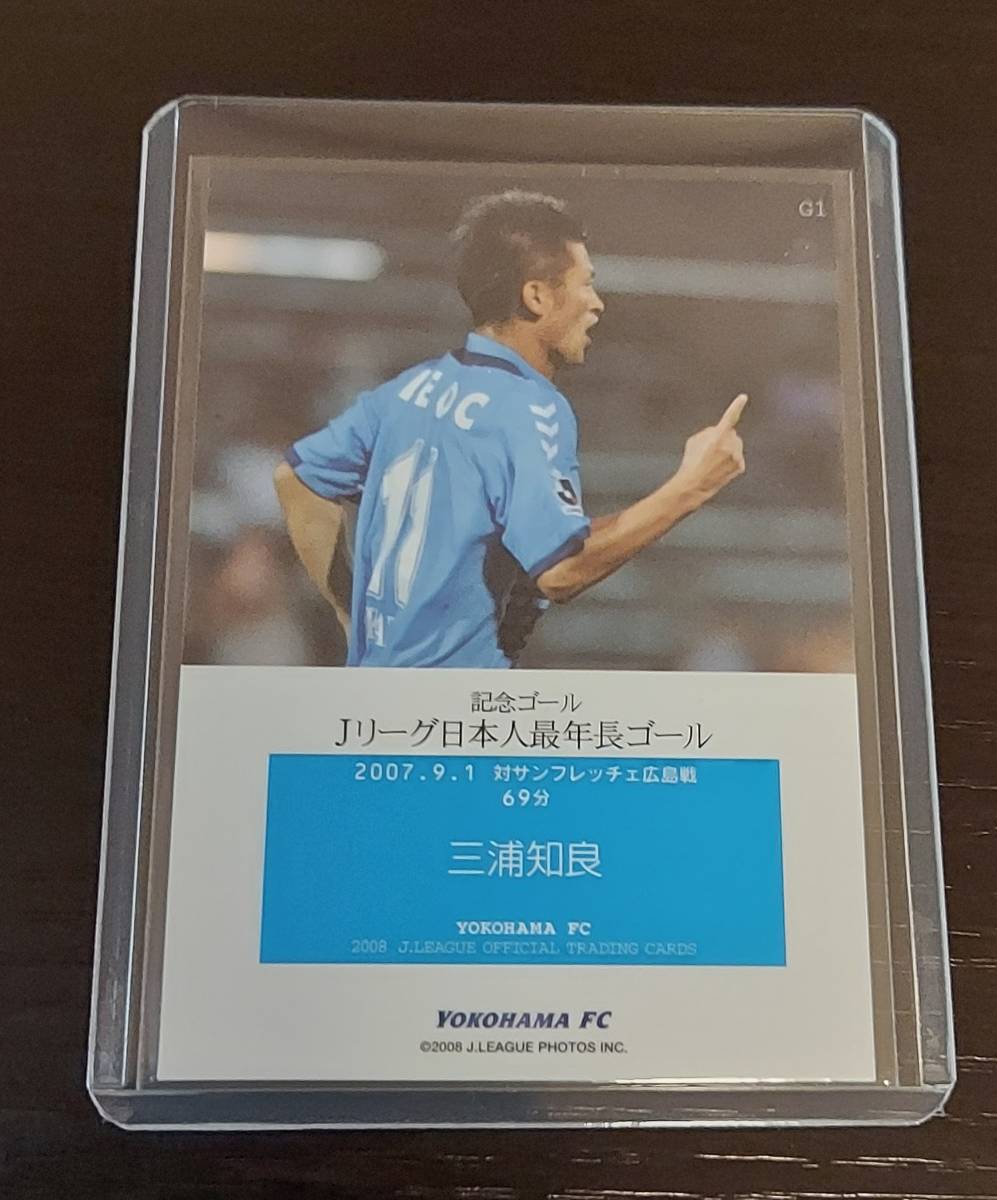 G1
11
記念ゴール
Jリーグ日本人最年長ゴール
2007.9.1 対サンフレッチェ広島戦
69分
三浦知良
YOKOHAMA FC
2008 J.LEAGUE OFFICIAL TRADING CARDS
YOKOHAMA FC
©2008 J.LEAGUE PHOTOS INC.